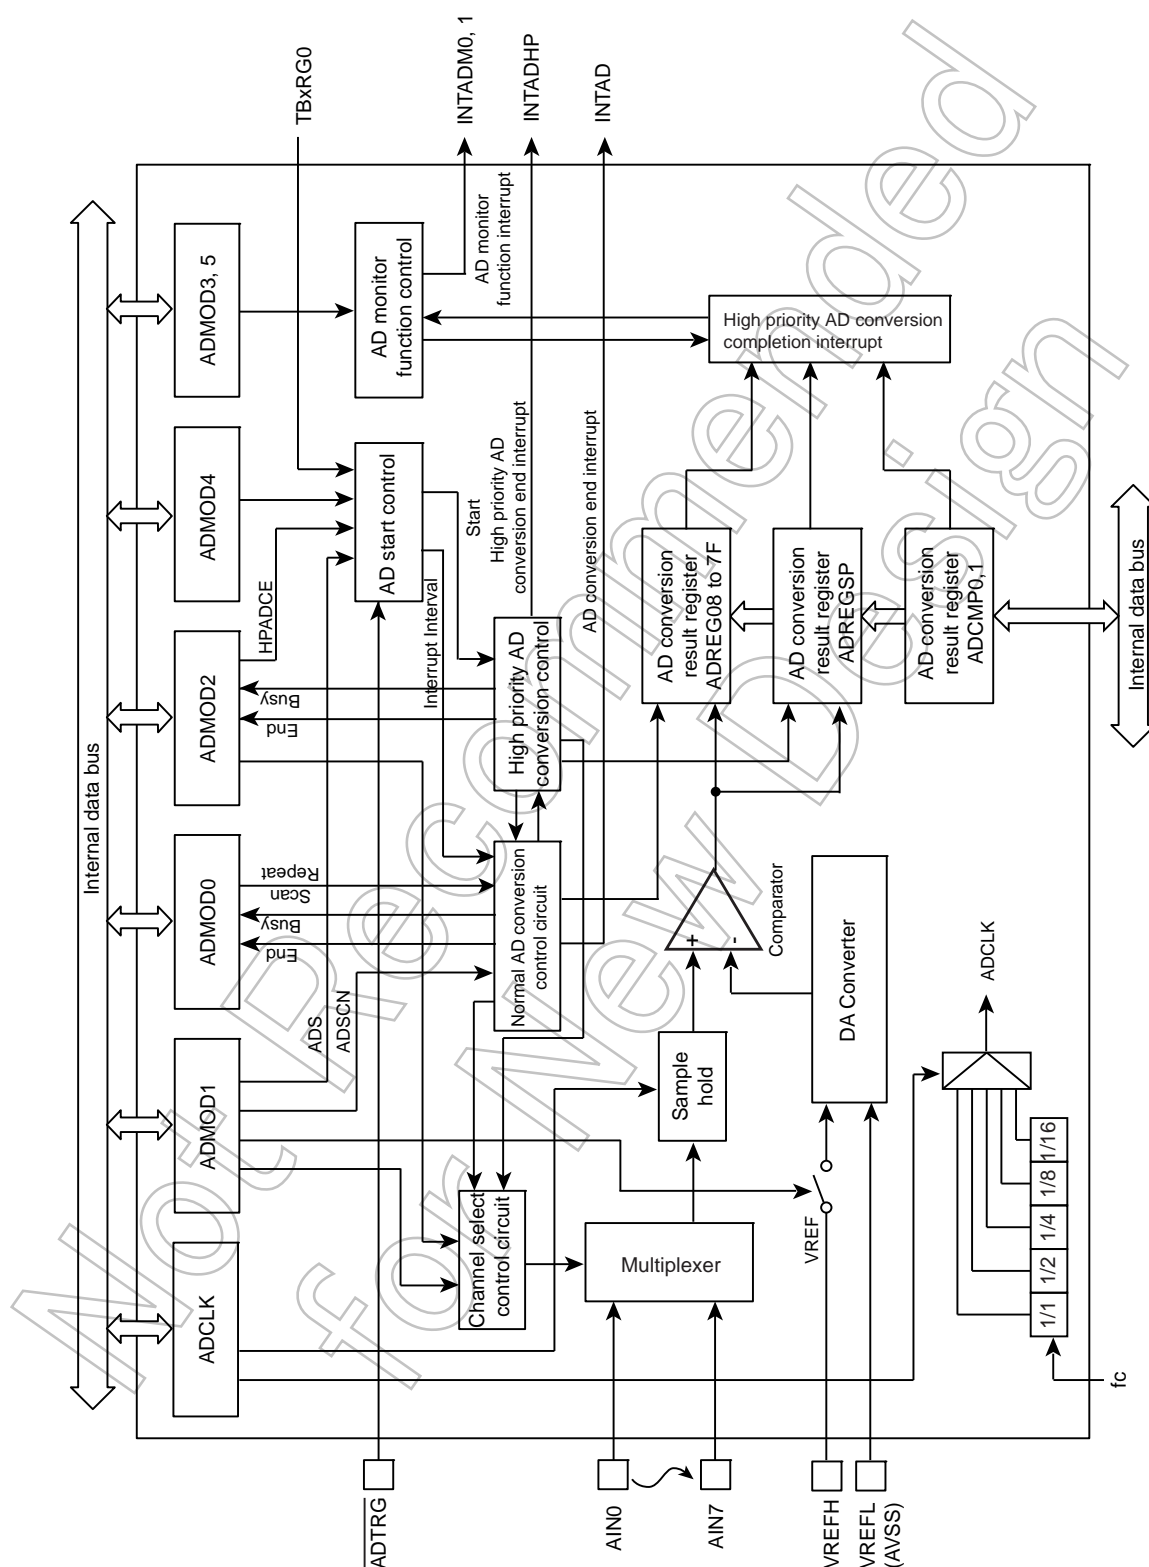 Internal data bus
ADCLK
ADMOD1
ADMOD0
ADMOD2
ADMOD4
ADMOD3, 5
ADS
ADSCN
End
Busy
Scan
Repeat
End
Busy
HPADCE
TBxRG0
INTADM0, 1
INTADHP
INTAD
AD start control
AD monitor
function control
AD monitor
function interrupt
Interrupt Interval
Start
High priority AD
conversion end interrupt
AD conversion end interrupt
Channel select
control circuit
Normal AD conversion
control circuit
High priority AD
conversion control
High priority AD conversion
completion interrupt
Multiplexer
Sample
hold
+
-
Comparator
DA Converter
VREF
AD conversion
result register
ADREG08 to 7F
AD conversion
result register
ADREGSP
AD conversion
result register
ADCMP0,1
Internal data bus
ADCLK
1/1
1/2
1/4
1/8
1/16
fc
ADTRG
AIN0
AIN7
VREFH
VREFL
(AVSS)
Not Recommended
for New Design